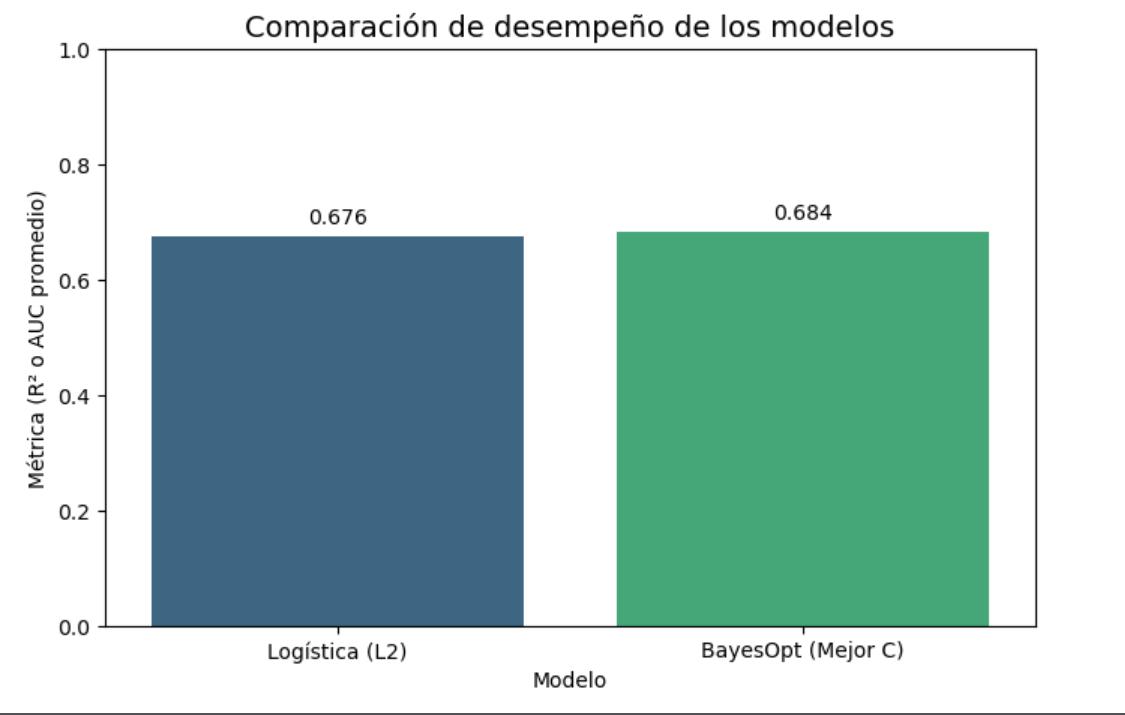 Comparación de desempeño de los modelos
Métrica (R² o AUC promedio)
1.0
0.8
0.6
0.4
0.2
0.0
0.676
0.684
Logística (L2)
BayesOpt (Mejor C)
Modelo